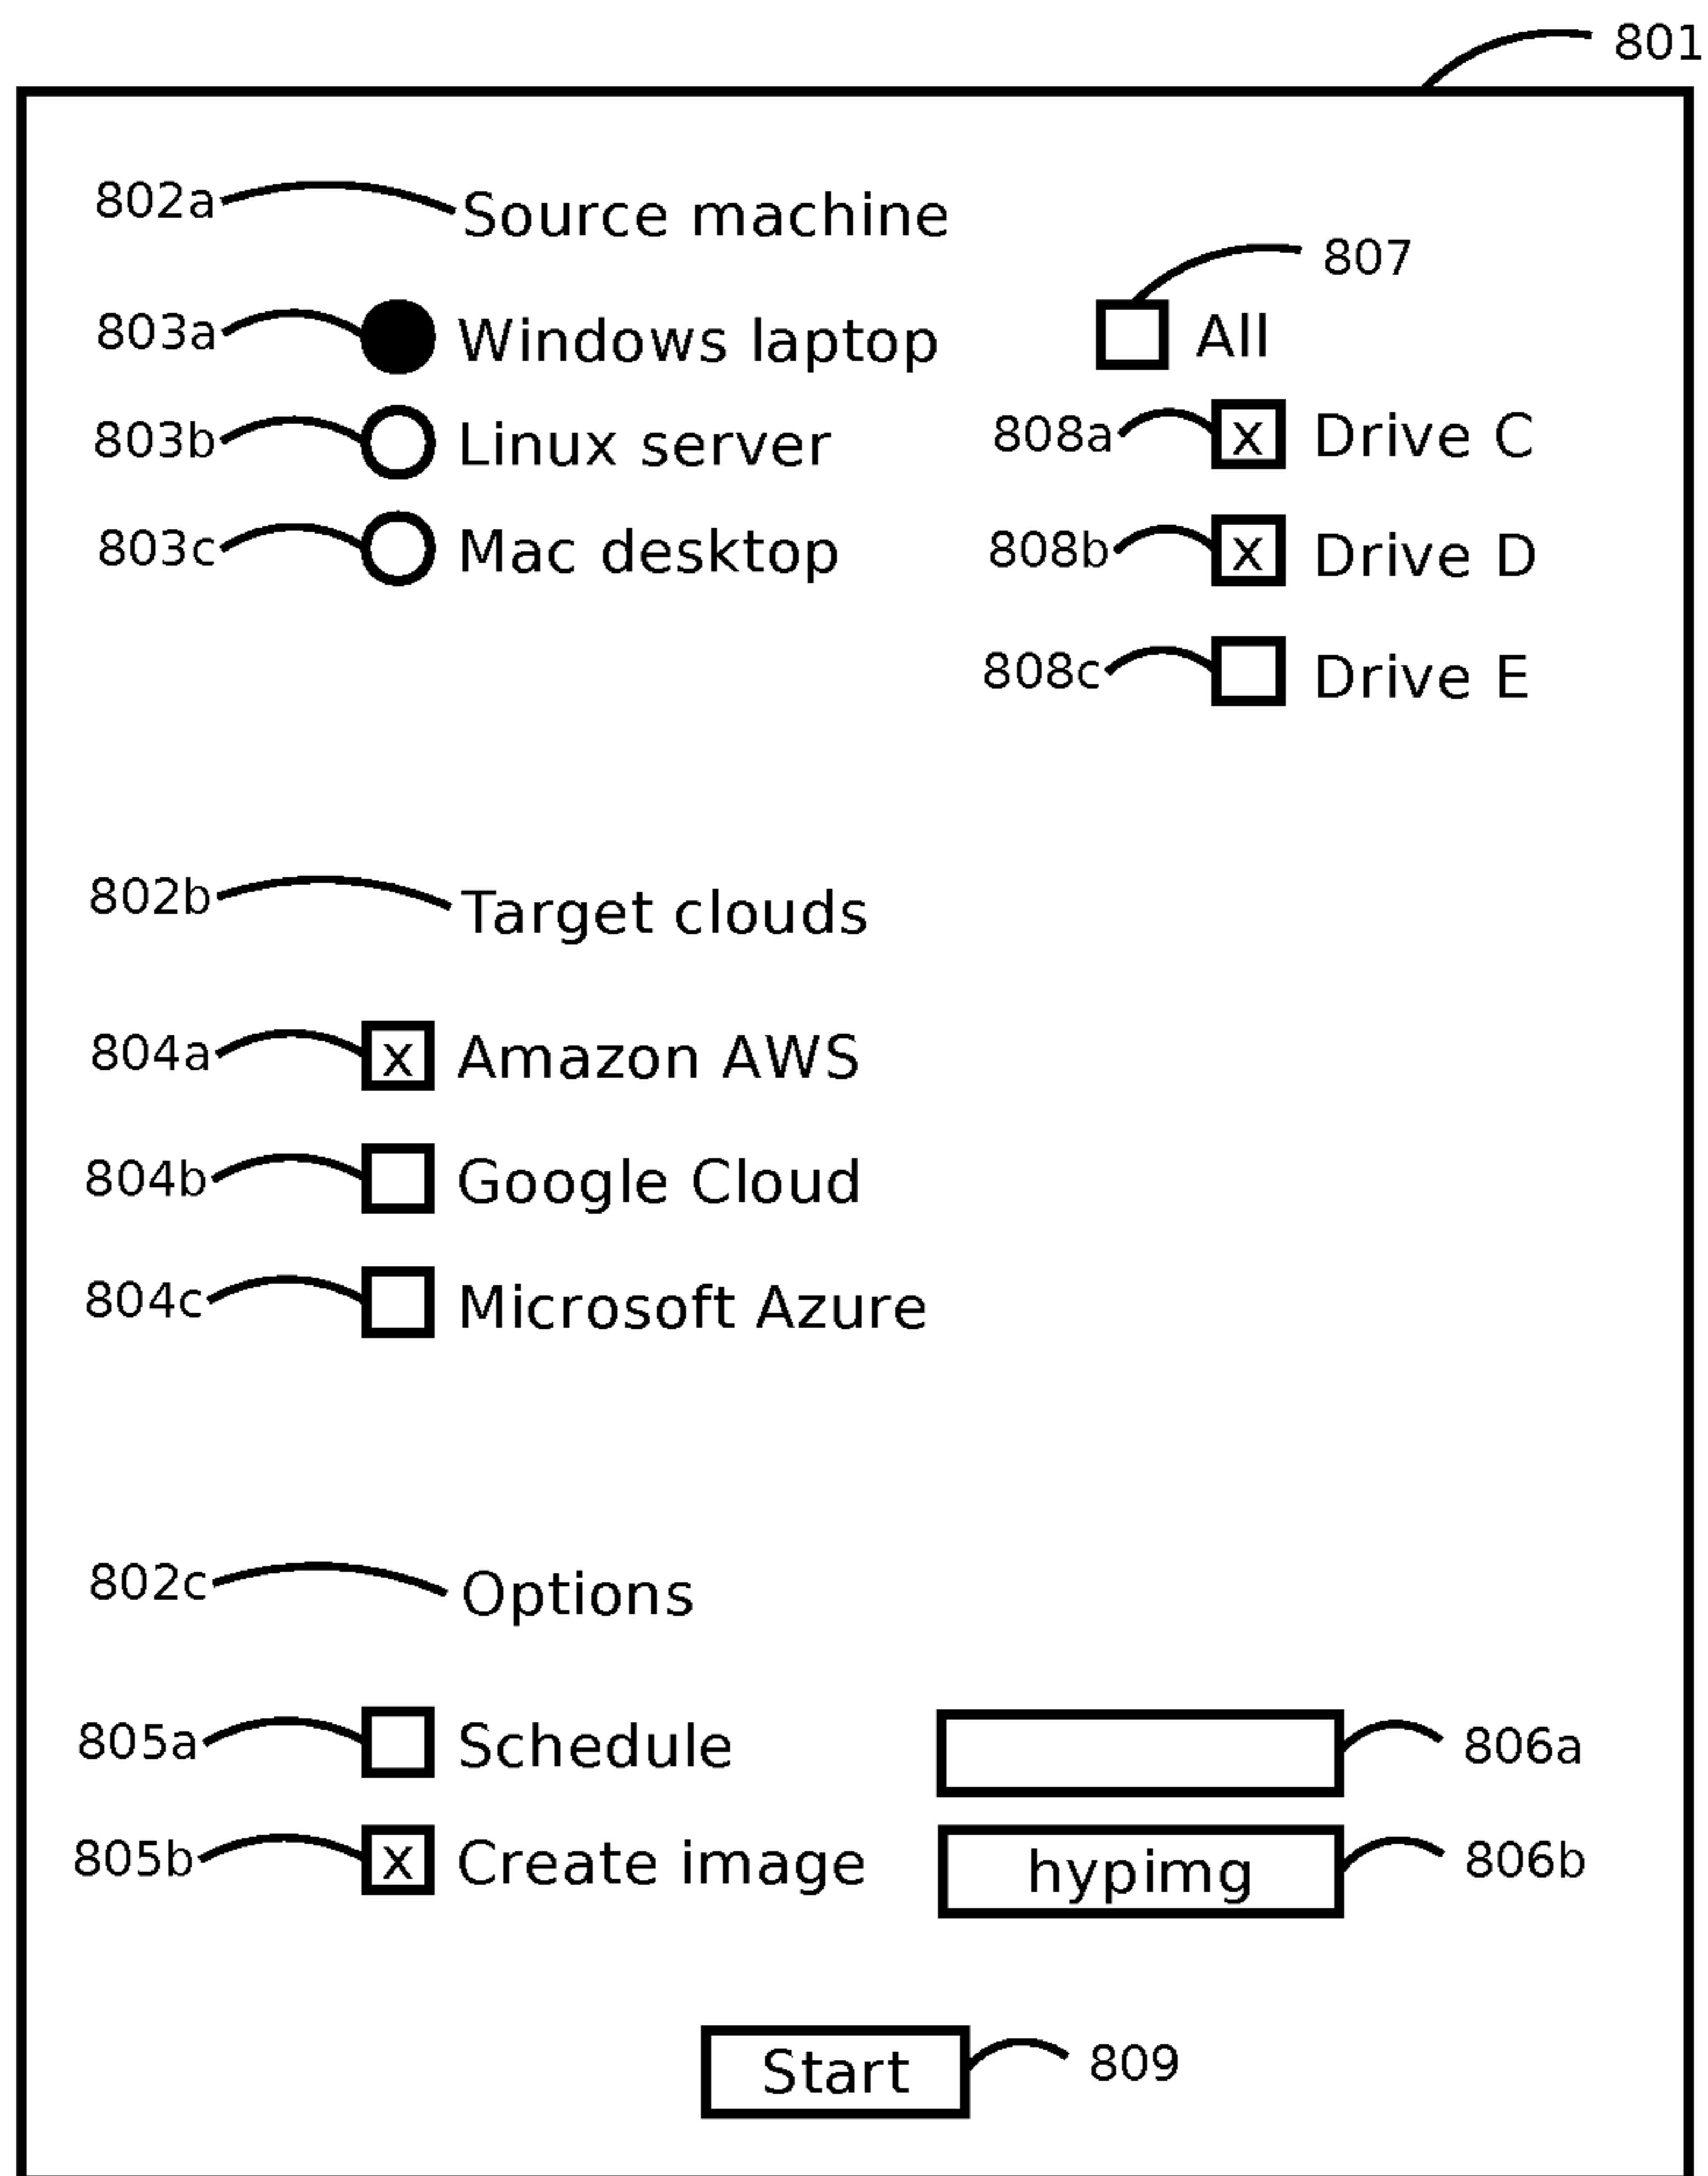 801
802a Source machine
807
803a Windows laptop All
803b Linux server 808a x Drive C
803c Mac desktop 808b x Drive D
808c Drive E
802b Target clouds
804a x Amazon AWS
804b Google Cloud
804c Microsoft Azure
802c Options
805a Schedule 806a
805b x Create image hypimg 806b
Start 809